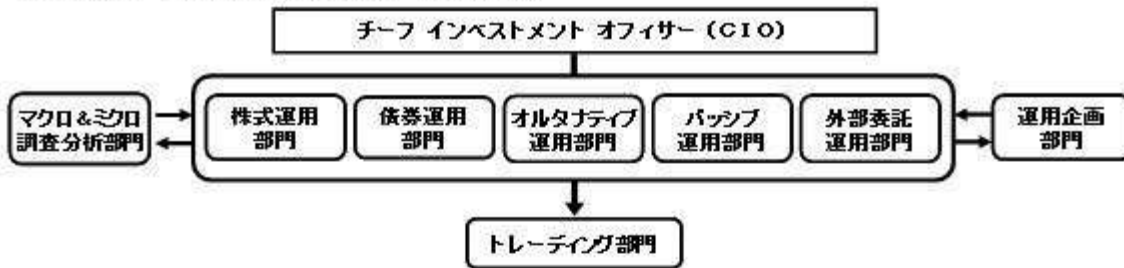 チーフ インベストメント オフィサー (CIO)
マクロ&ミクロ
調査分析部門
株式運用
部門
債券運用
部門
オルタナティブ
運用部門
パッシブ
運用部門
外部委託
運用部門
運用企画
部門
トレーディング部門